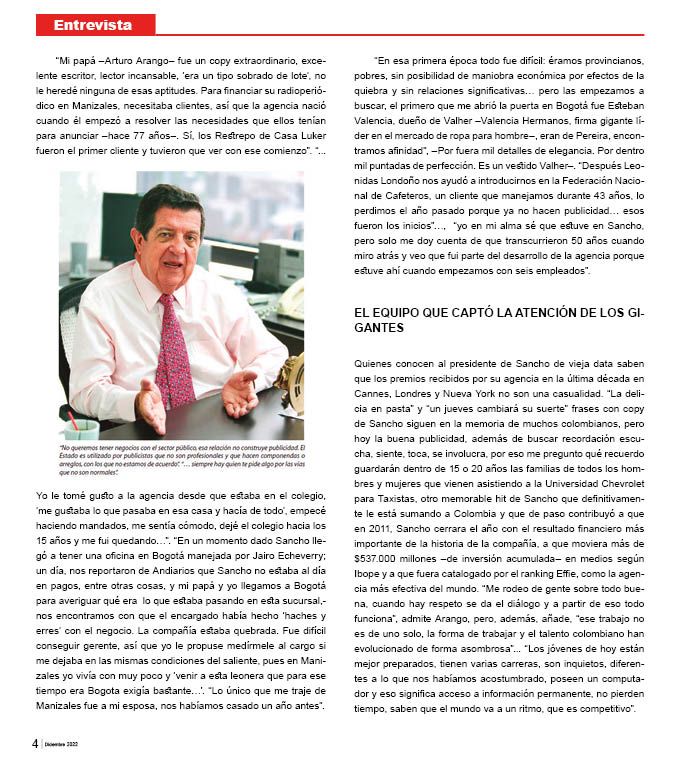 Entrevista
“Mi papá –Arturo Arango– fue un copy extraordinario, exce-
lente escritor, lector incansable, ‘era un tipo sobrado de lote’, no
le heredé ninguna de esas aptitudes. Para financiar su radioperió-
dico en Manizales, necesitaba clientes, así que la agencia nació
cuando él empezó a resolver las necesidades que ellos tenían
para anunciar –hace 77 años–. Sí, los Restrepo de Casa Luker
fueron el primer cliente y tuvieron que ver con ese comienzo”. “...
“No queremos tener negocios con el sector público, esa relación no construye publicidad. El
Estado es utilizado por publicistas que no son profesionales y que hacen componendas o
arreglos, con los que no estamos de acuerdo”. “… siempre hay quien te pide algo por las vías
que no son normales”.
Yo le tomé gusto a la agencia desde que estaba en el colegio,
‘me gustaba lo que pasaba en esa casa y hacía de todo’, empecé
haciendo mandados, me sentía cómodo, dejé el colegio hacia los
15 años y me fui quedando…”. “En un momento dado Sancho lle-
gó a tener una oficina en Bogotá manejada por Jairo Echeverry;
un día, nos reportaron de Andiarios que Sancho no estaba al día
en pagos, entre otras cosas, y mi papá y yo llegamos a Bogotá
para averiguar qué era lo que estaba pasando en esta sucursal,-
nos encontramos con que el encargado había hecho ‘haches y
erres’ con el negocio. La compañía estaba quebrada. Fue difícil
conseguir gerente, así que yo le propuse medírmele al cargo si
me dejaba en las mismas condiciones del saliente, pues en Mani-
zales yo vivía con muy poco y ‘venir a esta leonera que para ese
tiempo era Bogota exigía bastante…’. “Lo único que me traje de
Manizales fue a mi esposa, nos habíamos casado un año antes”.
“En esa primera época todo fue difícil: éramos provincianos,
pobres, sin posibilidad de maniobra económica por efectos de la
quiebra y sin relaciones significativas… pero las empezamos a
buscar, el primero que me abrió la puerta en Bogotá fue Esteban
Valencia, dueño de Valher –Valencia Hermanos, firma gigante lí-
der en el mercado de ropa para hombre–, eran de Pereira, encon-
tramos afinidad”, –Por fuera mil detalles de elegancia. Por dentro
mil puntadas de perfección. Es un vestido Valher–. “Después Leo-
nidas Londoño nos ayudó a introducirnos en la Federación Nacio-
nal de Cafeteros, un cliente que manejamos durante 43 años, lo
perdimos el año pasado porque ya no hacen publicidad… esos
fueron los inicios”…, “yo en mi alma sé que estuve en Sancho,
pero solo me doy cuenta de que transcurrieron 50 años cuando
miro atrás y veo que fui parte del desarrollo de la agencia porque
estuve ahí cuando empezamos con seis empleados”.
EL EQUIPO QUE CAPTÓ LA ATENCIÓN DE LOS GI-
GANTES
Quienes conocen al presidente de Sancho de vieja data saben
que los premios recibidos por su agencia en la última década en
Cannes, Londres y Nueva York no son una casualidad. “La deli-
cia en pasta” y “un jueves cambiará su suerte” frases con copy
de Sancho siguen en la memoria de muchos colombianos, pero
hoy la buena publicidad, además de buscar recordación escu-
cha, siente, toca, se involucra, por eso me pregunto qué recuerdo
guardarán dentro de 15 o 20 años las familias de todos los hom-
bres y mujeres que vienen asistiendo a la Universidad Chevrolet
para Taxistas, otro memorable hit de Sancho que definitivamen-
te le está sumando a Colombia y que de paso contribuyó a que
en 2011, Sancho cerrara el año con el resultado financiero más
importante de la historia de la compañía, a que moviera más de
$537.000 millones –de inversión acumulada– en medios según
Ibope y a que fuera catalogado por el ranking Effie, como la agen-
cia más efectiva del mundo. “Me rodeo de gente sobre todo bue-
na, cuando hay respeto se da el diálogo y a partir de eso todo
funciona”, admite Arango, pero, además, añade, “ese trabajo no
es de uno solo, la forma de trabajar y el talento colombiano han
evolucionado de forma asombrosa”... “Los jóvenes de hoy están
mejor preparados, tienen varias carreras, son inquietos, diferen-
tes a lo que nos habíamos acostumbrado, poseen un computa-
dor y eso significa acceso a información permanente, no pierden
tiempo, saben que el mundo va a un ritmo, que es competitivo”.
4 Diciembre 2022